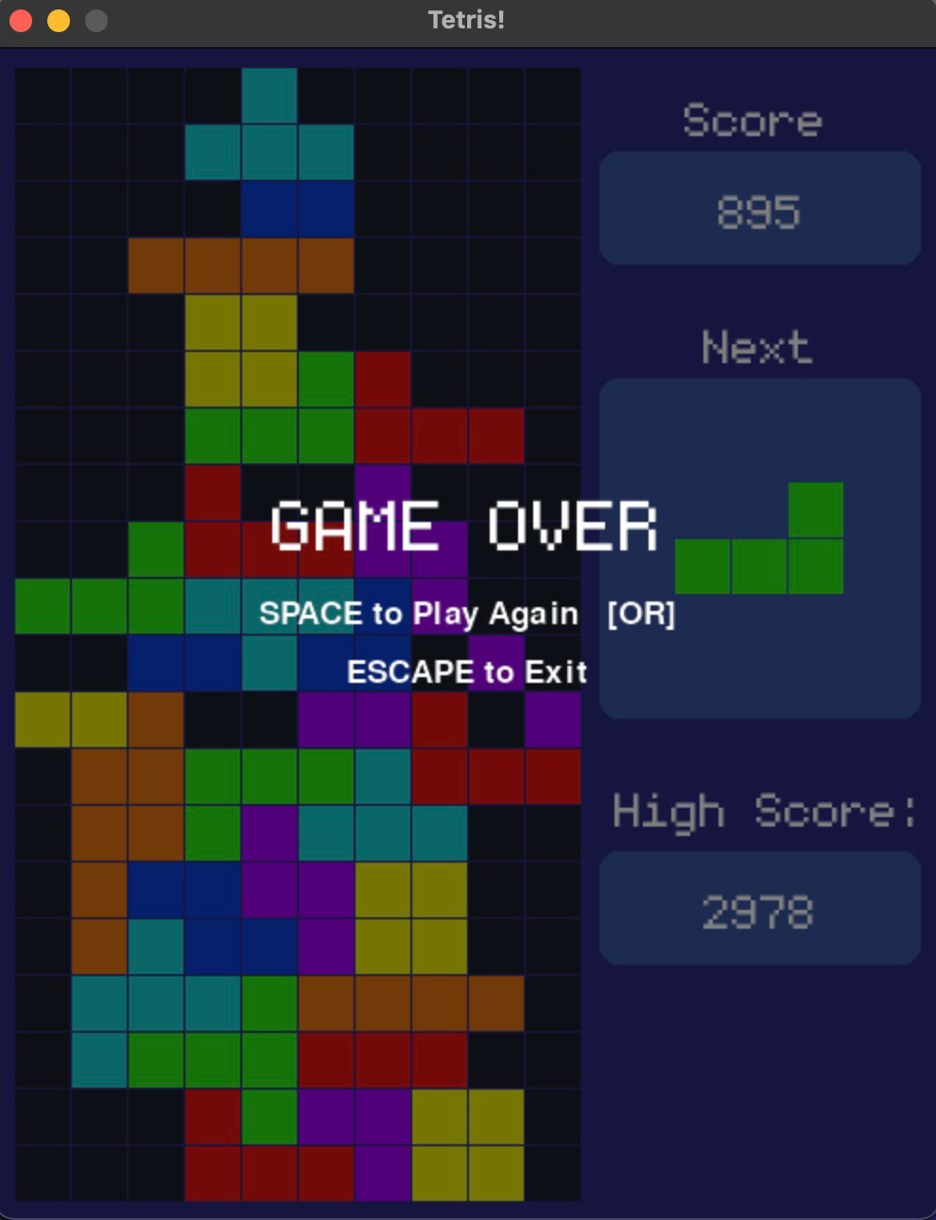 Tetris!
Score
895
Next
GAME OVER
SPACE to Play Again [OR]
ESCAPE to Exit
High Score:
2978